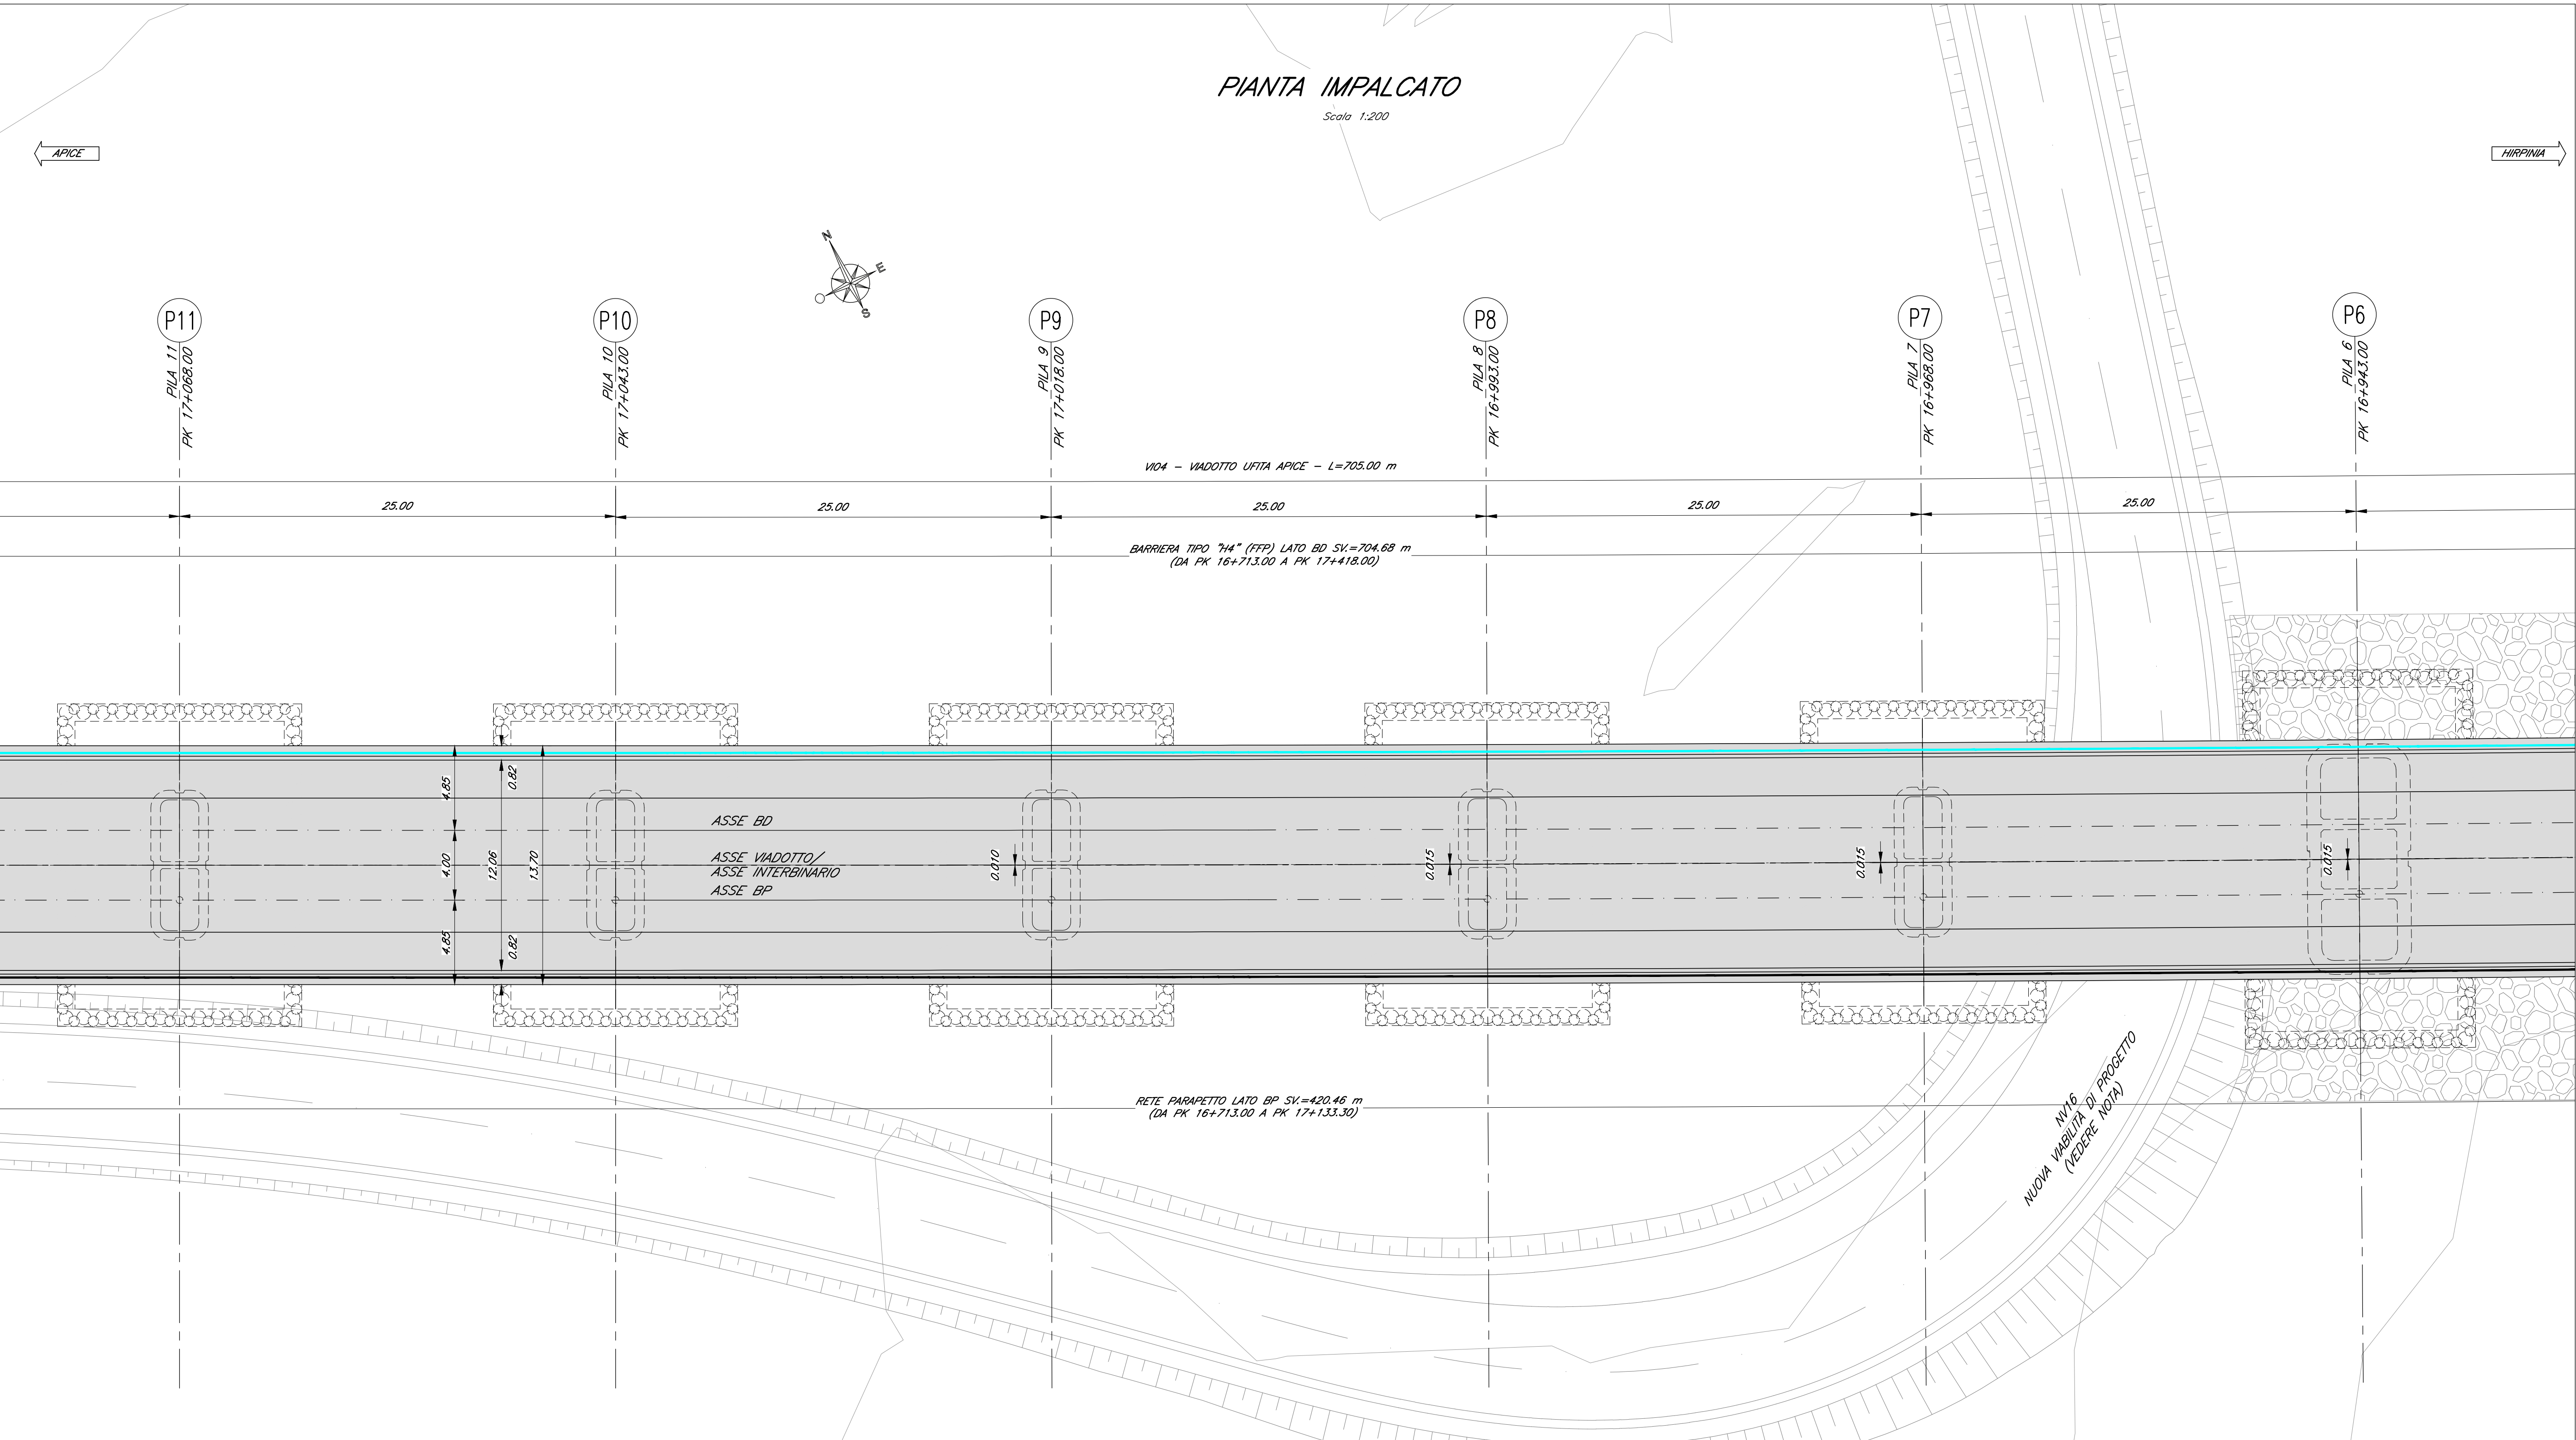 PIANTA IMPALCATO
Scala 1:200
APICE
HIRPINIA
N
E
O
S
P11
P10
P9
P8
P7
P6
PILA 11
PK 17+068.00
PILA 10
PK 17+043.00
PILA 9
PK 17+018.00
PILA 8
PK 16+993.00
PILA 7
PK 16+968.00
PILA 6
PK 16+943.00
VI04 - VIADOTTO UFITA APICE - L=705.00 m
25.00
25.00
25.00
25.00
25.00
BARRIERA TIPO "H4" (FFP) LATO BD SV.=704.68 m
(DA PK 16+713.00 A PK 17+418.00)
4.85
0.82
4.00
12.06
13.70
4.85
0.82
ASSE BD
ASSE VIADOTTO/
ASSE INTERBINARIO
ASSE BP
0.010
0.015
0.015
0.015
RETE PARAPETTO LATO BP SV.=420.46 m
(DA PK 16+713.00 A PK 17+133.30)
NV16
NUOVA VIABILITÀ DI PROGETTO
(VEDERE NOTA)